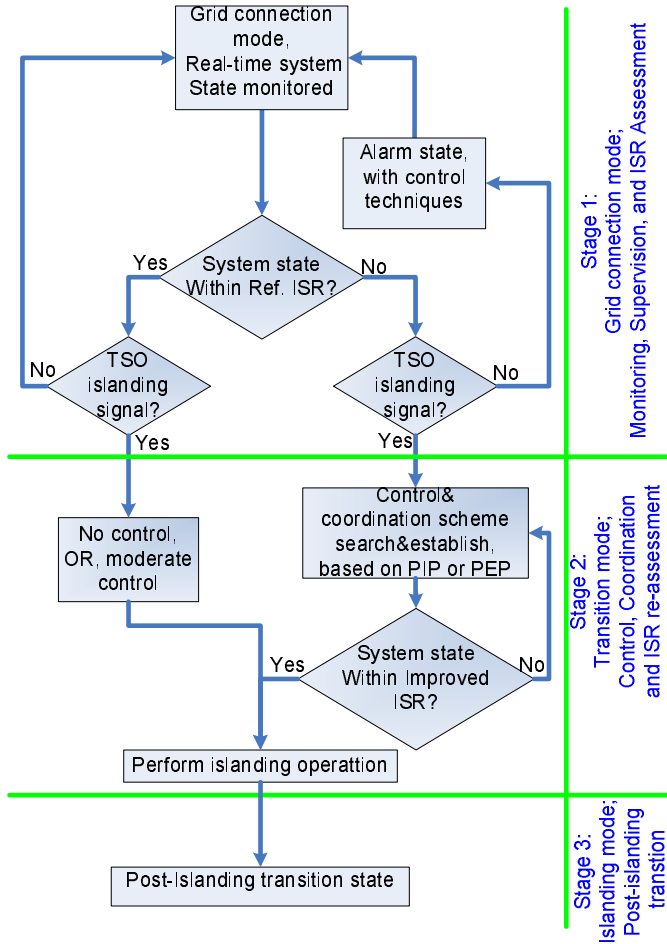 Grid connection
mode,
Real-time system
State monitored
Alarm state,
with control
techniques
System state
Within Ref. ISR?
Yes
No
TSO
islanding
signal?
No
Yes
TSO
islanding
signal?
No
Yes
Stage 1:
Grid connection mode;
Monitoring, Supervision, and ISR Assessment
No control,
OR, moderate
control
Control&
coordination scheme
search&establish,
based on PIP or PEP
System state
Within Improved
ISR?
Yes
No
Perform islanding operattion
Stage 2:
Transition mode;
Control, Coordination
and ISR re-assessment
Post-Islanding transition state
Stage 3:
Islanding mode;
Post-islanding
transtion